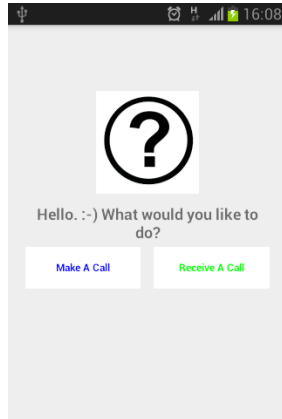 H 16:08
?
Hello. :-) What would you like to
do?
Make A Call Receive A Call